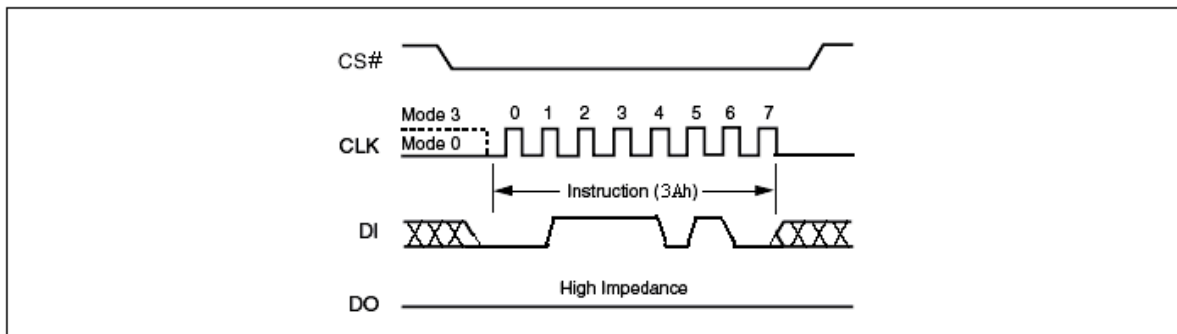 CS#
Mode 3
0 1 2 3 4 5 6 7
CLK
Mode 0
Instruction (3Ah)
DI
High Impedance
DO